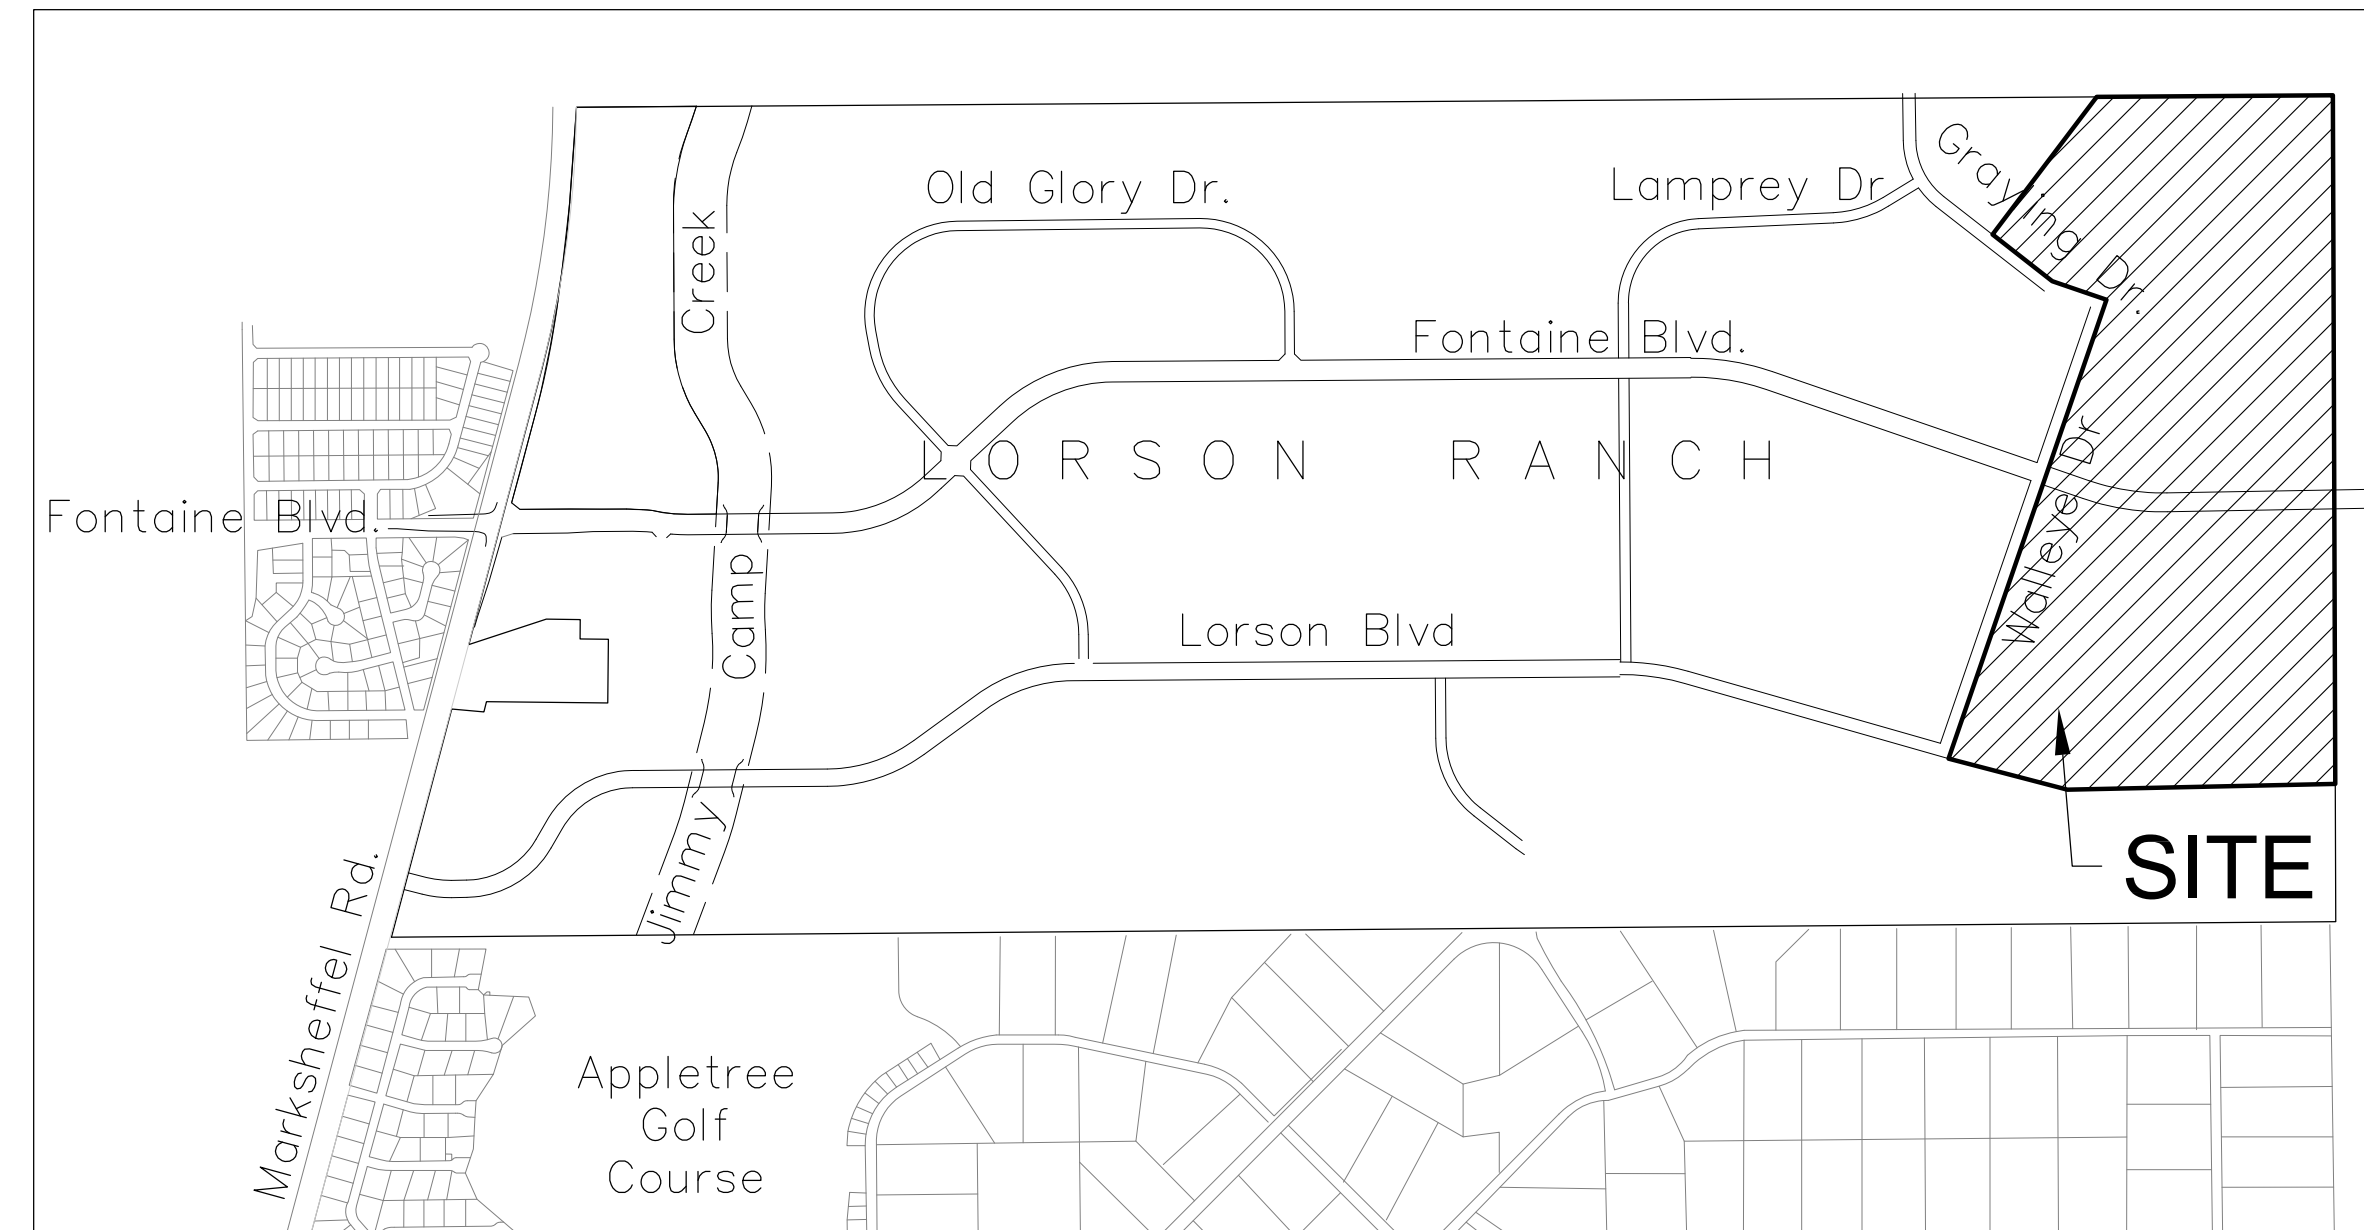 Old Glory Dr.
Lamprey Dr
Grayling Dr.
Creek
Fontaine Blvd.
LORSON RANCH
Fontaine Blvd.
Walleye Dr
Camp
Lorson Blvd
Jimmy
SITE
Marksheffel Rd.
Appletree
Golf
Course